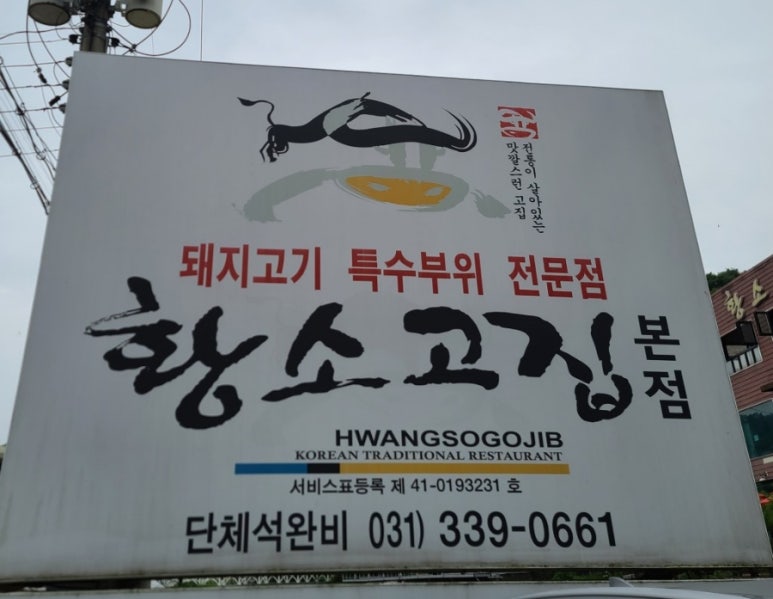 전통이 살아있는
맛깔스런 고집
돼지고기 특수부위 전문점
황소고집 본점
HWANGSOGOJIB
KOREAN TRADITIONAL RESTAURANT
서비스표등록 제 41-0193231 호
단체석완비 031) 339-0661
황소